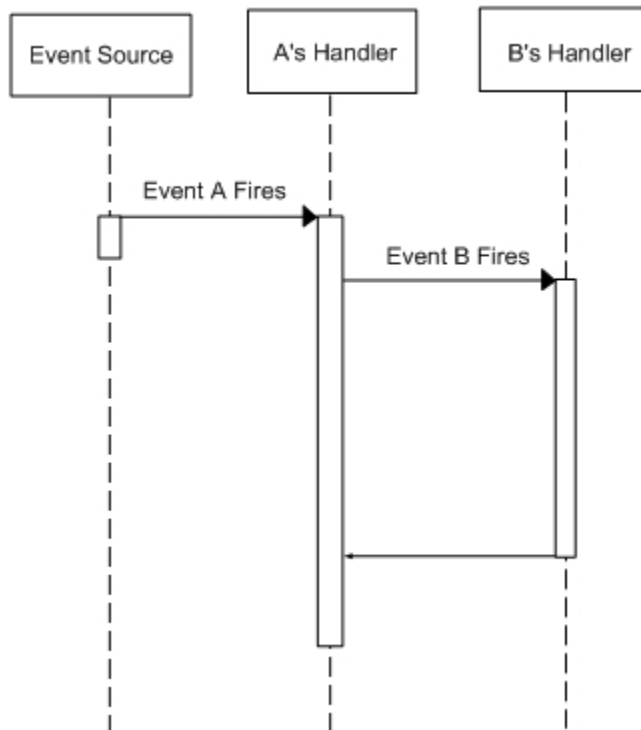 Event Source
A's Handler
B's Handler
Event A Fires
Event B Fires